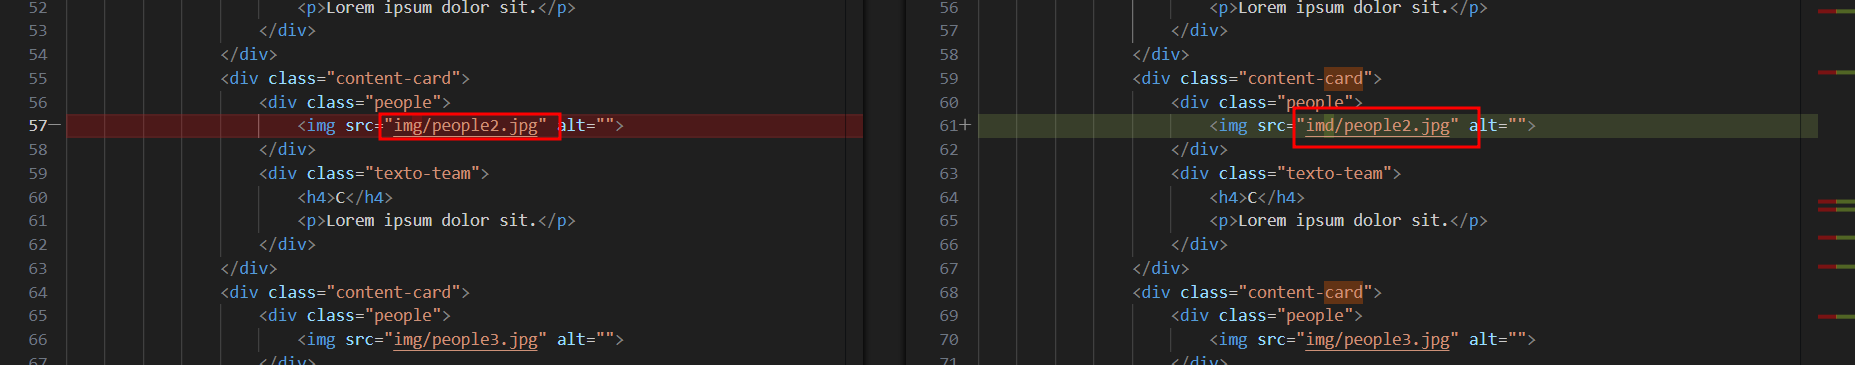 52 <p>Lorem ipsum dolor sit.</p>
53 </div>
54 </div>
55 <div class="content-card">
56 <div class="people">
57— <img src="img/people2.jpg" alt="">
58 </div>
59 <div class="texto-team">
60 <h4>C</h4>
61 <p>Lorem ipsum dolor sit.</p>
62 </div>
63 </div>
64 <div class="content-card">
65 <div class="people">
66 <img src="img/people3.jpg" alt="">
67 </div>
56 <p>Lorem ipsum dolor sit.</p>
57 </div>
58 </div>
59 <div class="content-card">
60 <div class="people">
61+ <img src="imd/people2.jpg" alt="">
62 </div>
63 <div class="texto-team">
64 <h4>C</h4>
65 <p>Lorem ipsum dolor sit.</p>
66 </div>
67 </div>
68 <div class="content-card">
69 <div class="people">
70 <img src="img/people3.jpg" alt="">
71 </div>